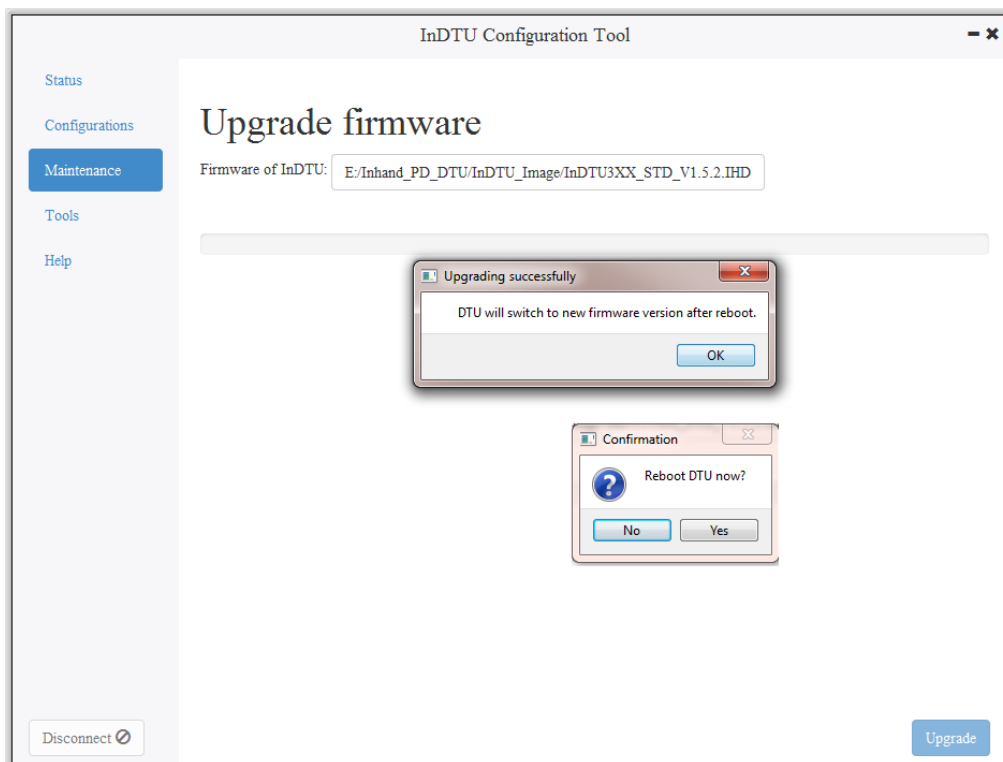 InDTU Configuration Tool
Status
Configurations
Maintenance
Tools
Help
Upgrade firmware
Firmware of InDTU: E:/Inhand_PD_DTU/InDTU_Image/InDTU3XX_STD_V1.5.2.IHD
Upgrading successfully
DTU will switch to new firmware version after reboot.
OK
Confirmation
Reboot DTU now?
No Yes
Disconnect
Upgrade